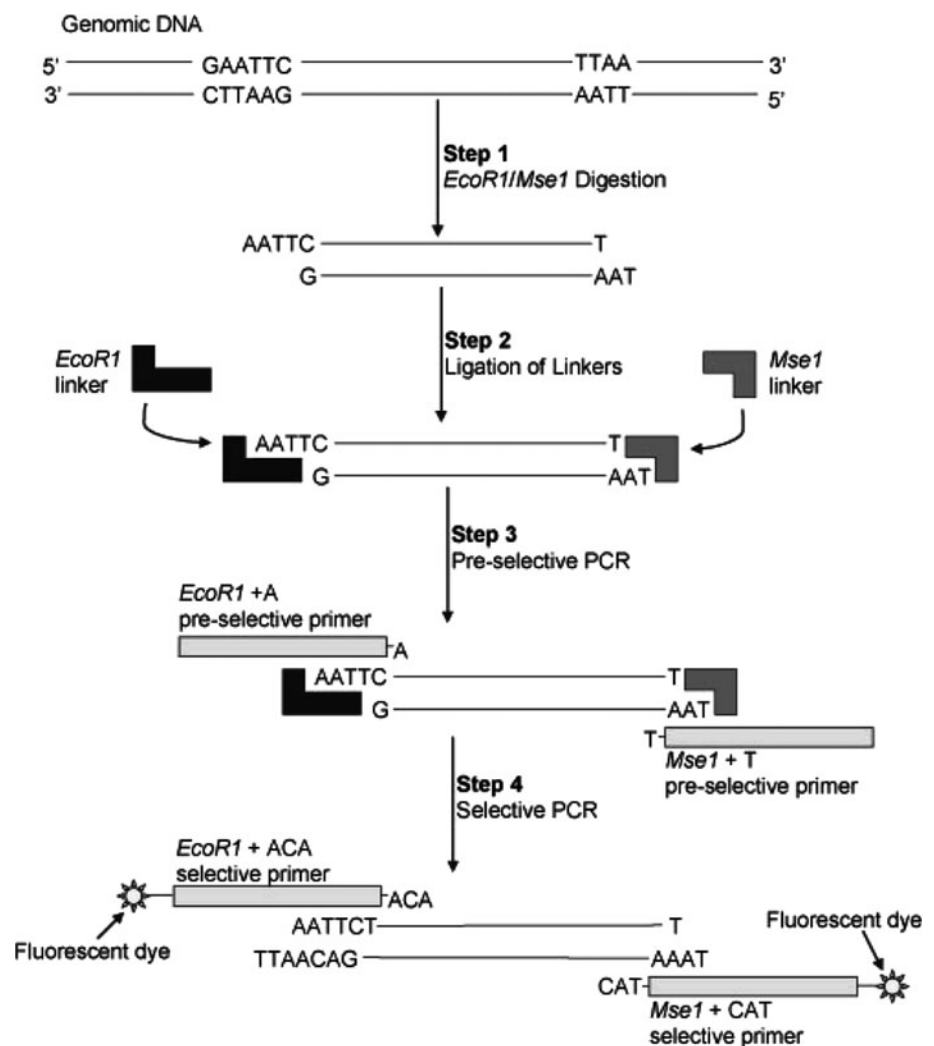 Genomic DNA
5' GAATTC TTAA 3'
3' CTTAAG AATT 5'
Step 1
EcoR1/Mse1 Digestion
AATTC T
G AAT
Step 2
Ligation of Linkers
EcoR1
linker
Mse1
linker
AATTC T
G AAT
Step 3
Pre-selective PCR
EcoR1 +A
pre-selective primer
A
AATTC T
G AAT
T
Mse1 + T
pre-selective primer
Step 4
Selective PCR
EcoR1 + ACA
selective primer
ACA
Fluorescent dye
Fluorescent dye
AATTCT T
TTAACAG AAAT
CAT
Mse1 + CAT
selective primer